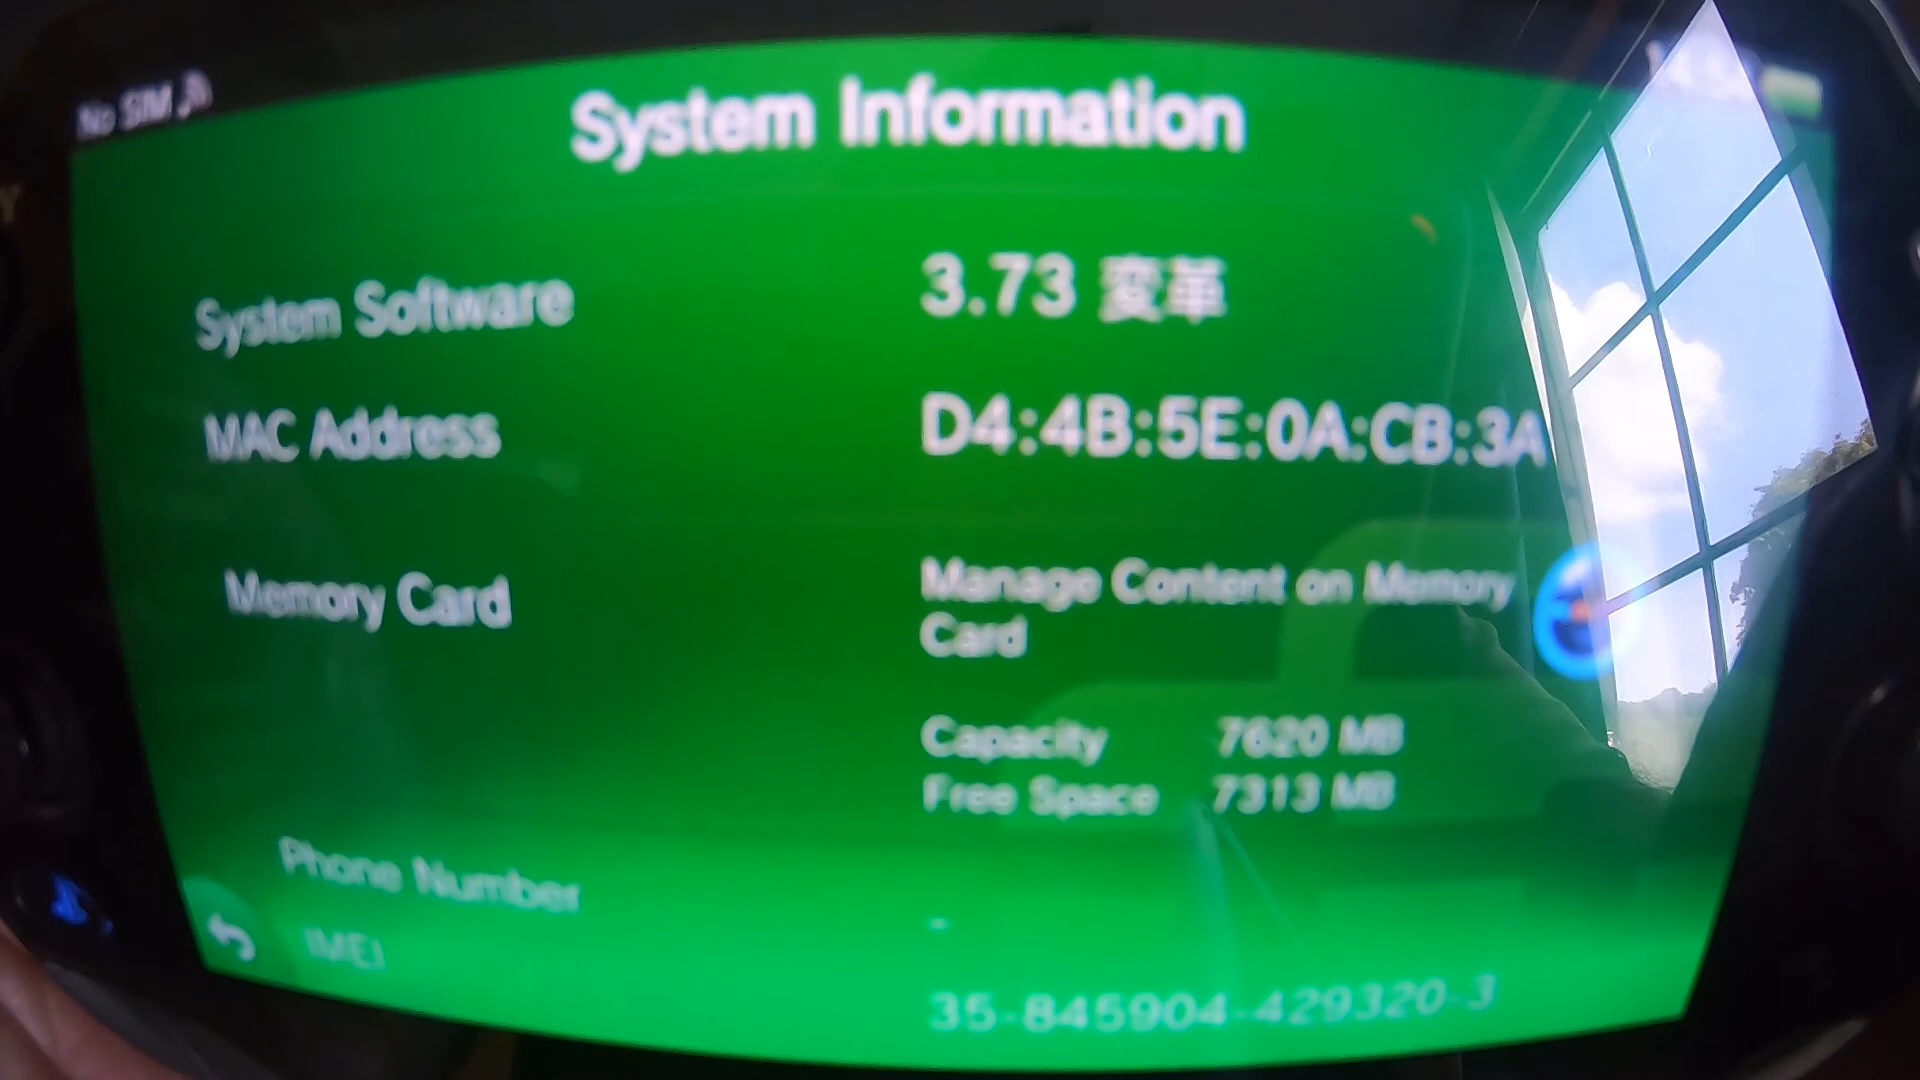 No SIM
System Information
System Software 3.73 変革
MAC Address D4:4B:5E:0A:CB:3A
Memory Card Manage Content on Memory
Card
Capacity 7620 MB
Free Space 7313 MB
Phone Number -
IMEI 35-845904-429320-3